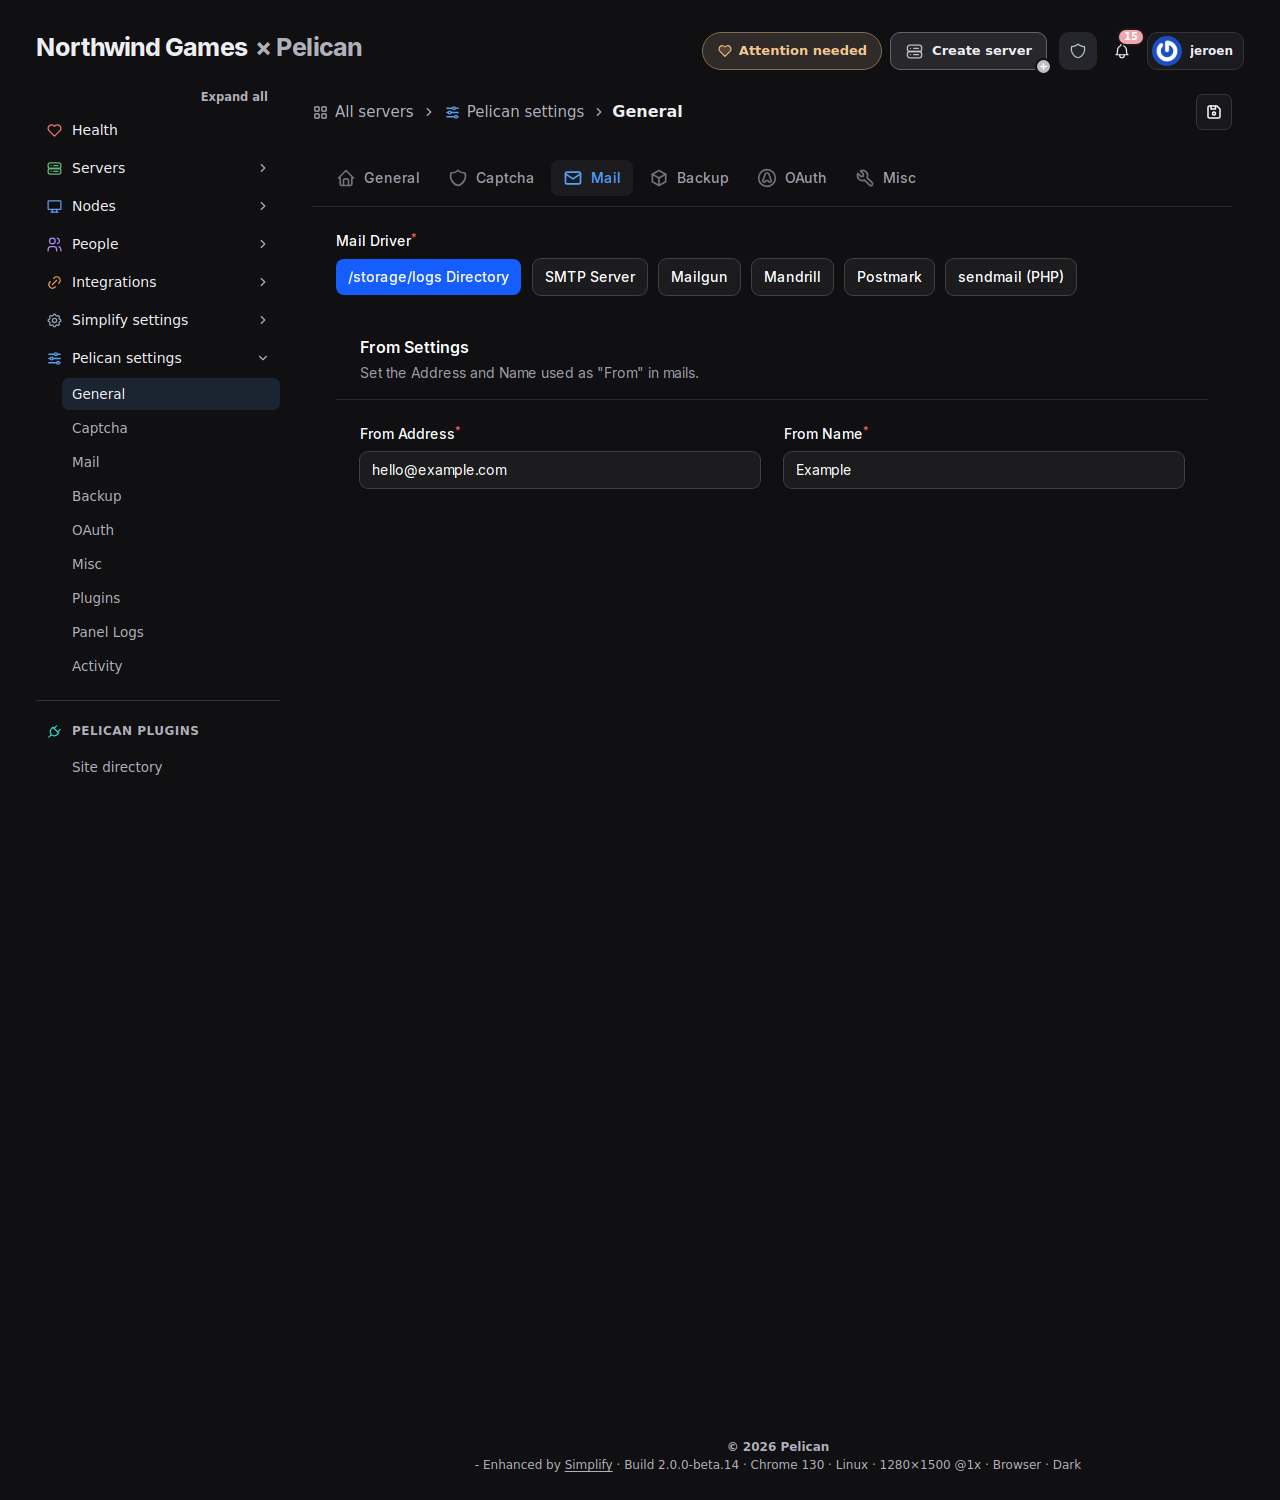 Northwind Games × Pelican
Attention needed
Create server
15
jeroen
Expand all
Health
Servers
Nodes
People
Integrations
Simplify settings
Pelican settings
General
Captcha
Mail
Backup
OAuth
Misc
Plugins
Panel Logs
Activity
PELICAN PLUGINS
Site directory
All servers > Pelican settings > General
General Captcha Mail Backup OAuth Misc
Mail Driver*
/storage/logs Directory SMTP Server Mailgun Mandrill Postmark sendmail (PHP)
From Settings
Set the Address and Name used as "From" in mails.
From Address* From Name*
hello@example.com Example
© 2026 Pelican
- Enhanced by Simplify · Build 2.0.0-beta.14 · Chrome 130 · Linux · 1280×1500 @1x · Browser · Dark